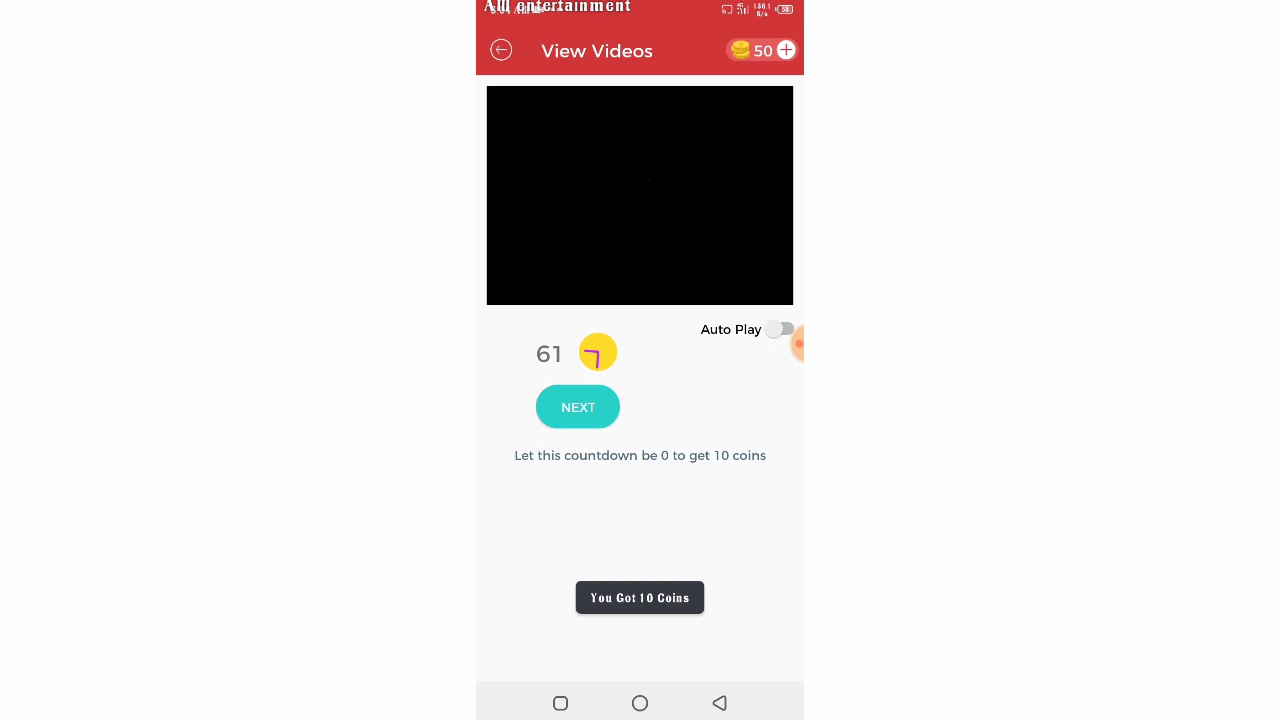 All entertainment
View Videos
50
Auto Play
61
NEXT
Let this countdown be 0 to get 10 coins
You Got 10 Coins